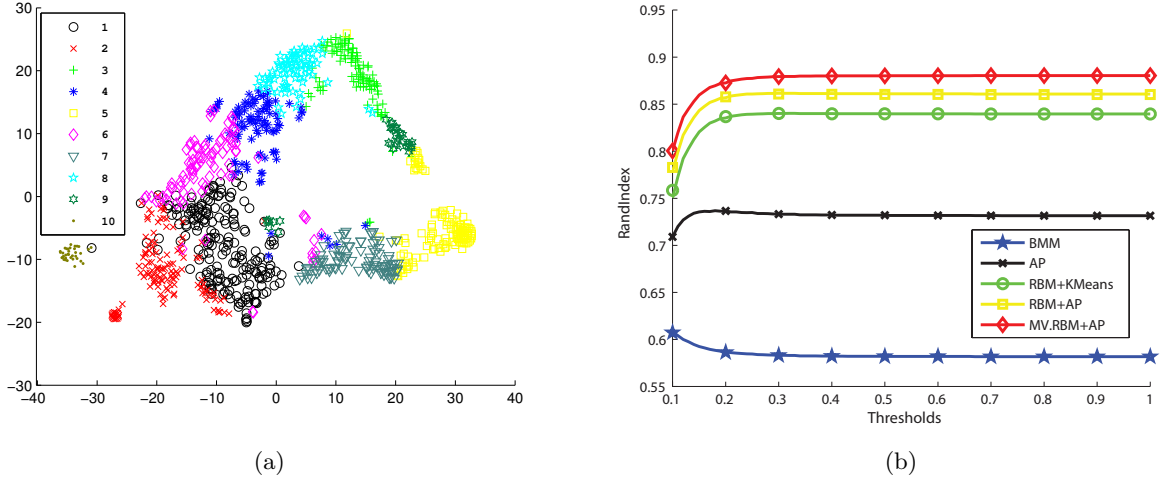 30
20
10
0
−10
−20
−30
−40 −30 −20 −10 0 10 20 30 40
1
2
3
4
5
6
7
8
9
10
(a)
0.95
0.9
0.85
0.8
0.75
0.7
0.65
0.6
0.55
RandIndex
0.1 0.2 0.3 0.4 0.5 0.6 0.7 0.8 0.9 1
Thresholds
BMM
AP
RBM+KMeans
RBM+AP
MV.RBM+AP
(b)